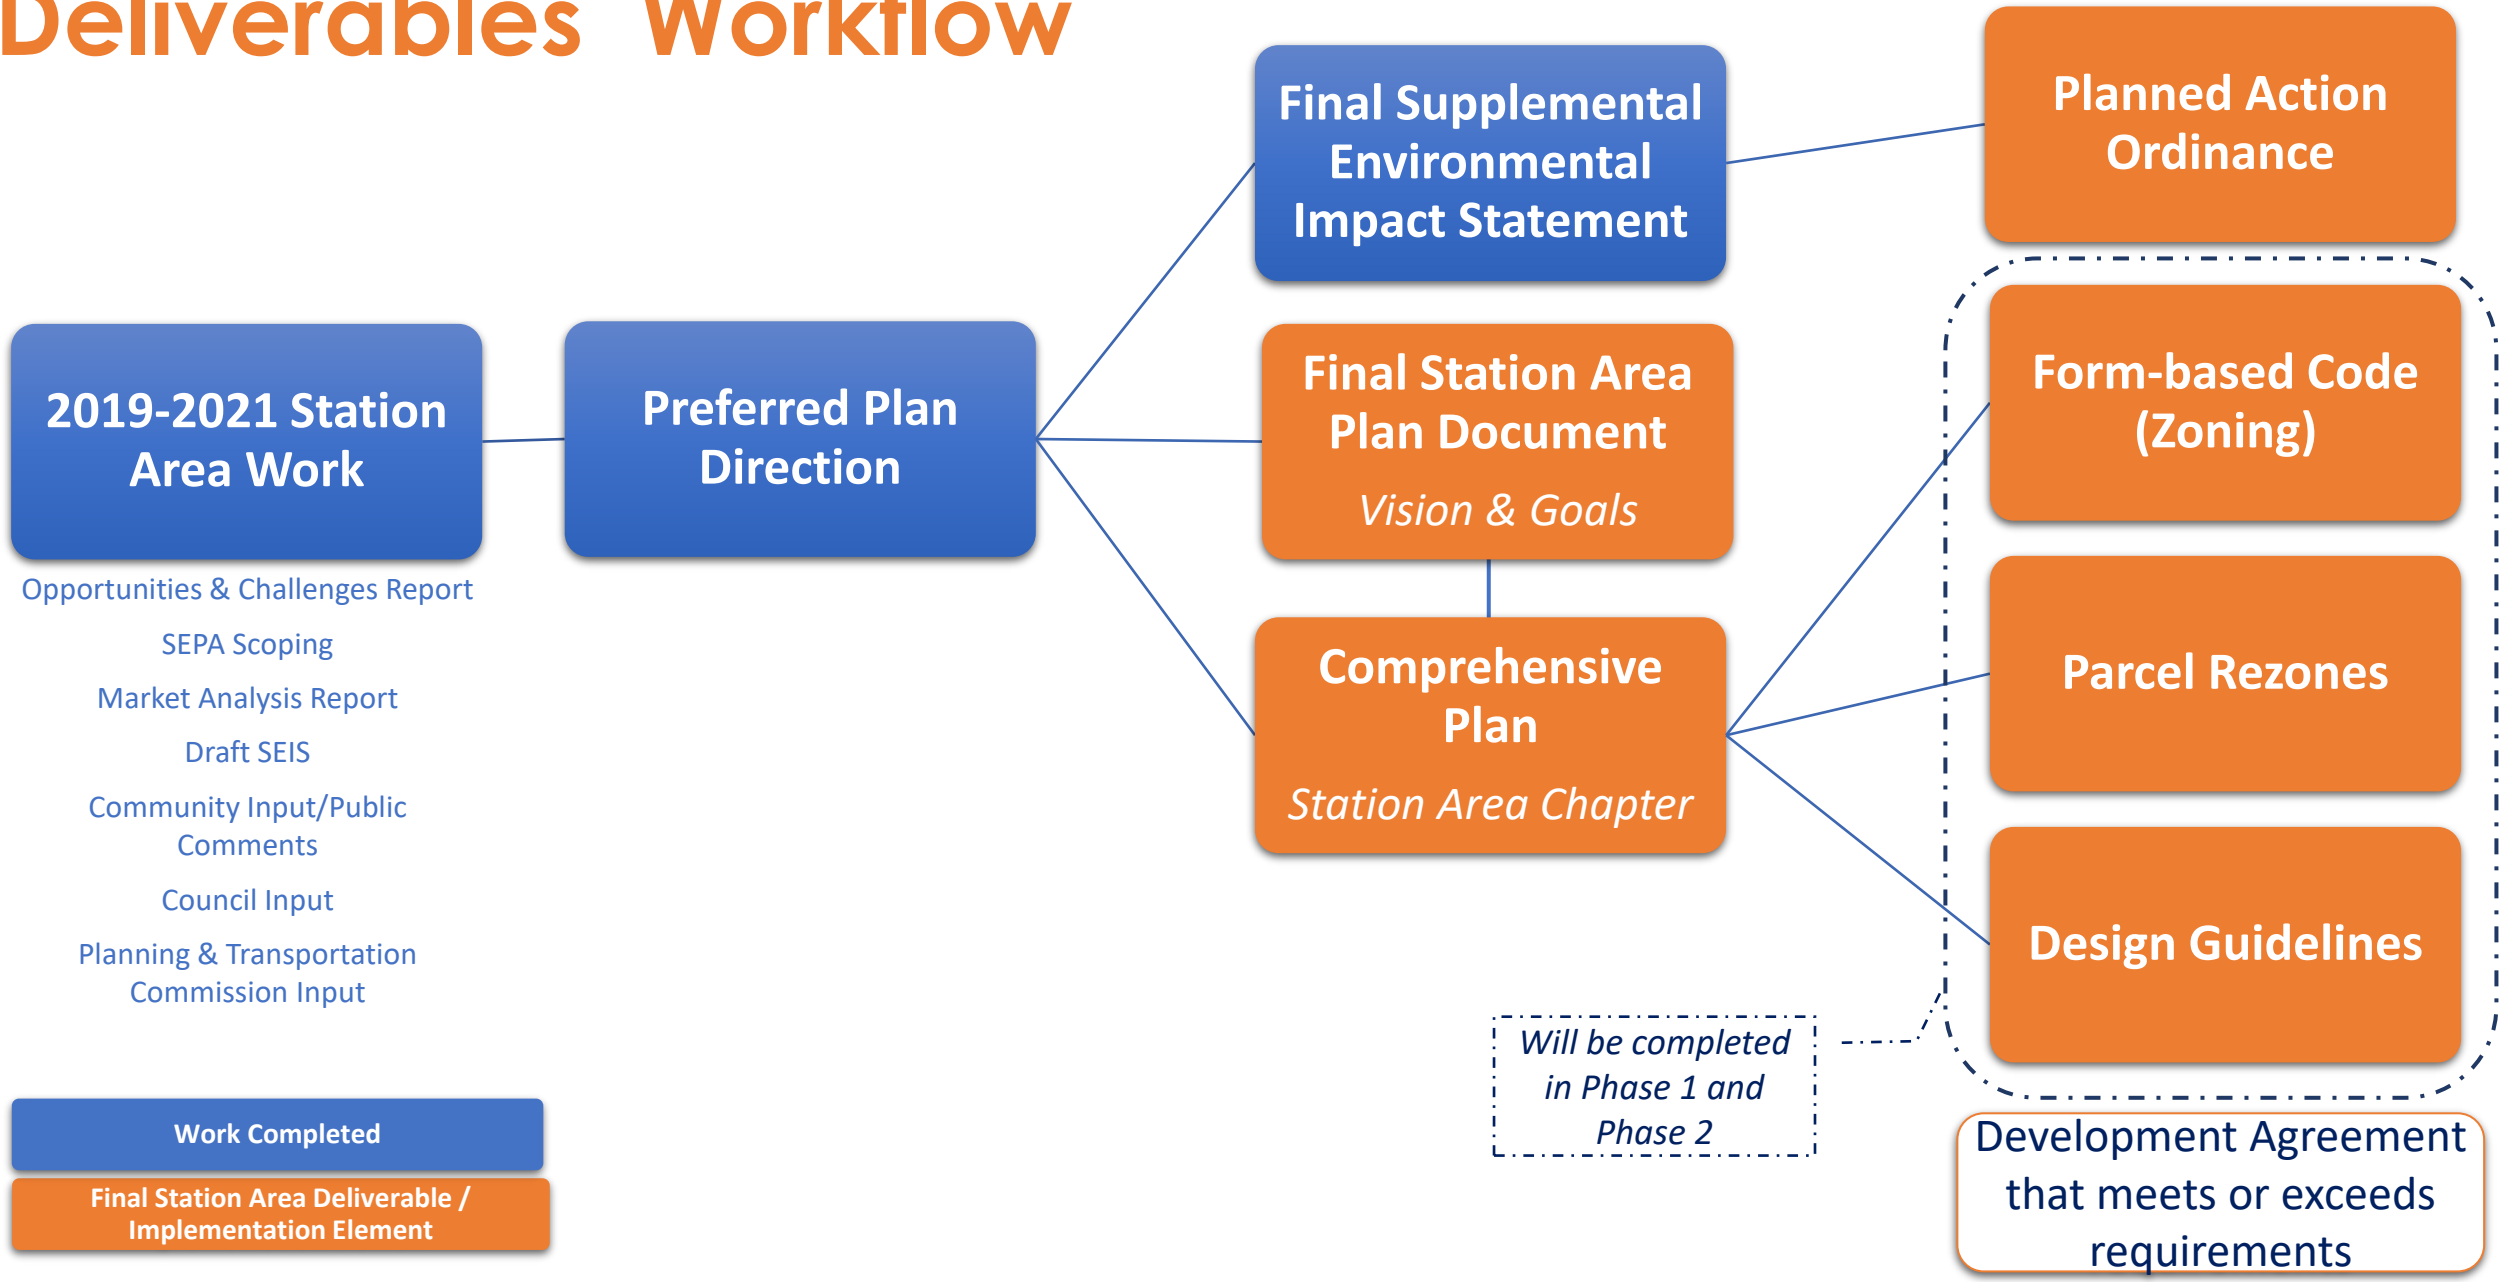 Deliverables Workflow
Final Supplemental
Environmental
Impact Statement
Planned Action
Ordinance
2019-2021 Station
Area Work
Preferred Plan
Direction
Final Station Area
Plan Document
Vision & Goals
Form-based Code
(Zoning)
Opportunities & Challenges Report
SEPA Scoping
Market Analysis Report
Draft SEIS
Community Input/Public
Comments
Council Input
Planning & Transportation
Commission Input
Comprehensive
Plan
Station Area Chapter
Parcel Rezones
Design Guidelines
Will be completed
in Phase 1 and
Phase 2
Work Completed
Final Station Area Deliverable /
Implementation Element
Development Agreement
that meets or exceeds
requirements